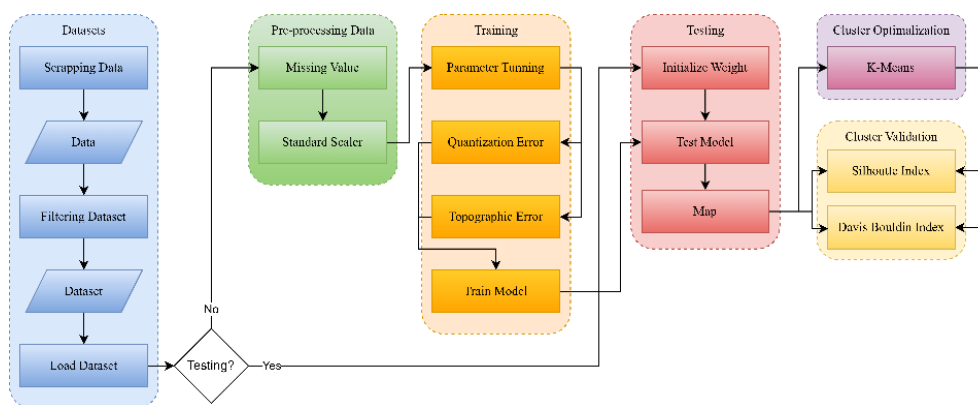 Datasets
Scrapping Data
Data
Filtering Dataset
Dataset
Load Dataset
Testing?
No
Yes
Pre-processing Data
Missing Value
Standard Scaler
Training
Parameter Tunning
Quantization Error
Topographic Error
Train Model
Testing
Initialize Weight
Test Model
Map
Cluster Optimalization
K-Means
Cluster Validation
Silhoutte Index
Davis Bouldin Index